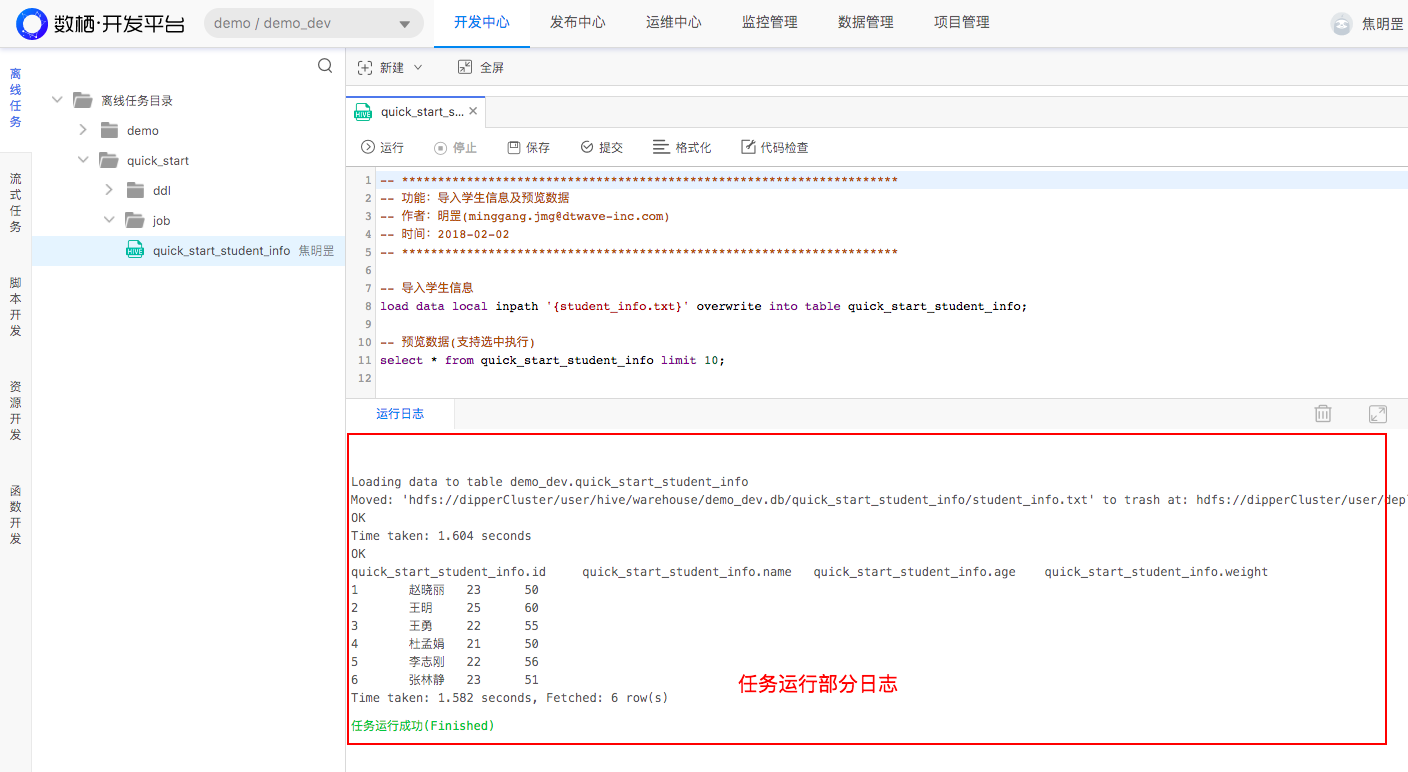 数栖·开发平台
demo / demo_dev
开发中心
发布中心
运维中心
监控管理
数据管理
项目管理
焦明罡
离线任务
流式任务
脚本开发
资源开发
函数开发
离线任务目录
demo
quick_start
ddl
job
HIVE quick_start_student_info 焦明罡
新建
全屏
HIVE quick_start_s... ×
运行
停止
保存
提交
格式化
代码检查
1 -- *********************************************************************
2 -- 功能：导入学生信息及预览数据
3 -- 作者：明罡(minggang.jmg@dtwave-inc.com)
4 -- 时间：2018-02-02
5 -- *********************************************************************
6
7 -- 导入学生信息
8 load data local inpath '{student_info.txt}' overwrite into table quick_start_student_info;
9
10 -- 预览数据(支持选中执行)
11 select * from quick_start_student_info limit 10;
12
运行日志
Loading data to table demo_dev.quick_start_student_info
Moved: 'hdfs://dipperCluster/user/hive/warehouse/demo_dev.db/quick_start_student_info/student_info.txt' to trash at: hdfs://dipperCluster/user/depl
OK
Time taken: 1.604 seconds
OK
quick_start_student_info.id quick_start_student_info.name quick_start_student_info.age quick_start_student_info.weight
1 赵晓丽 23 50
2 王明 25 60
3 王勇 22 55
4 杜孟娟 21 50
5 李志刚 22 56
6 张林静 23 51
Time taken: 1.582 seconds, Fetched: 6 row(s)
任务运行成功(Finished)
任务运行部分日志